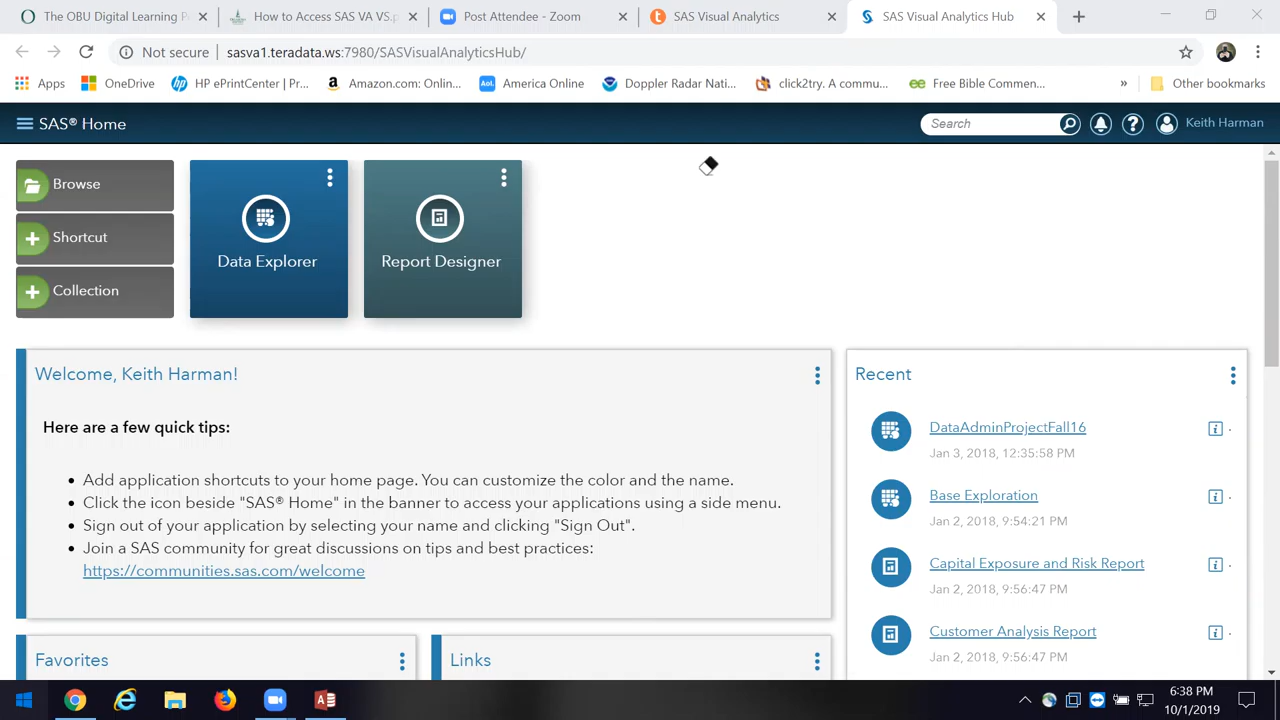 The OBU Digital Learning P
How to Access SAS VA VS.p
Post Attendee - Zoom
SAS Visual Analytics
SAS Visual Analytics Hub
Not secure
sasva1.teradata.ws:7980/SASVisualAnalyticsHub/
Apps
OneDrive
HP ePrintCenter | Pr...
Amazon.com: Onlin...
Aol.
America Online
Doppler Radar Nati...
click2try. A commu...
Free Bible Commen...
»
Other bookmarks
SAS® Home
Search
Keith Harman
Browse
Shortcut
Collection
Data Explorer
Report Designer
Welcome, Keith Harman!
Here are a few quick tips:
• Add application shortcuts to your home page. You can customize the color and the name.
• Click the icon beside "SAS® Home" in the banner to access your applications using a side menu.
• Sign out of your application by selecting your name and clicking "Sign Out".
• Join a SAS community for great discussions on tips and best practices:
https://communities.sas.com/welcome
Recent
DataAdminProjectFall16
Jan 3, 2018, 12:35:58 PM
Base Exploration
Jan 2, 2018, 9:54:21 PM
Capital Exposure and Risk Report
Jan 2, 2018, 9:56:47 PM
Customer Analysis Report
Jan 2, 2018, 9:56:47 PM
Favorites
Links
6:38 PM
10/1/2019